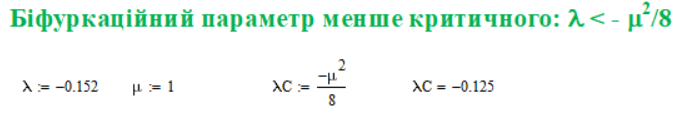 Біфуркаційний параметр менше критичного: λ < - μ²/8
λ := −0.152 μ := 1 λC := −μ²/8 λC = −0.125